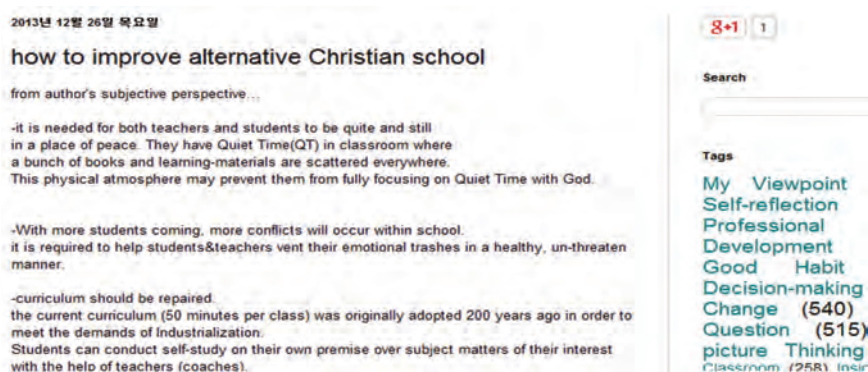 2013년 12월 26일 목요일
how to improve alternative Christian school
from author's subjective perspective...
-it is needed for both teachers and students to be quite and still
in a place of peace. They have Quiet Time(QT) in classroom where
a bunch of books and learning-materials are scattered everywhere.
This physical atmosphere may prevent them from fully focusing on Quiet Time with God.
-With more students coming, more conflicts will occur within school.
it is required to help students&teachers vent their emotional trashes in a healthy, un-threaten
manner.
-curriculum should be repaired.
the current curriculum (50 minutes per class) was originally adopted 200 years ago in order to
meet the demands of Industrialization.
Students can conduct self-study on their own premise over subject matters of their interest
with the help of teachers (coaches).
g+1 1
Search
Tags
My Viewpoint
Self-reflection
Professional
Development
Good Habit
Decision-making
Change (540)
Question (515)
picture Thinking
Classroom (258)